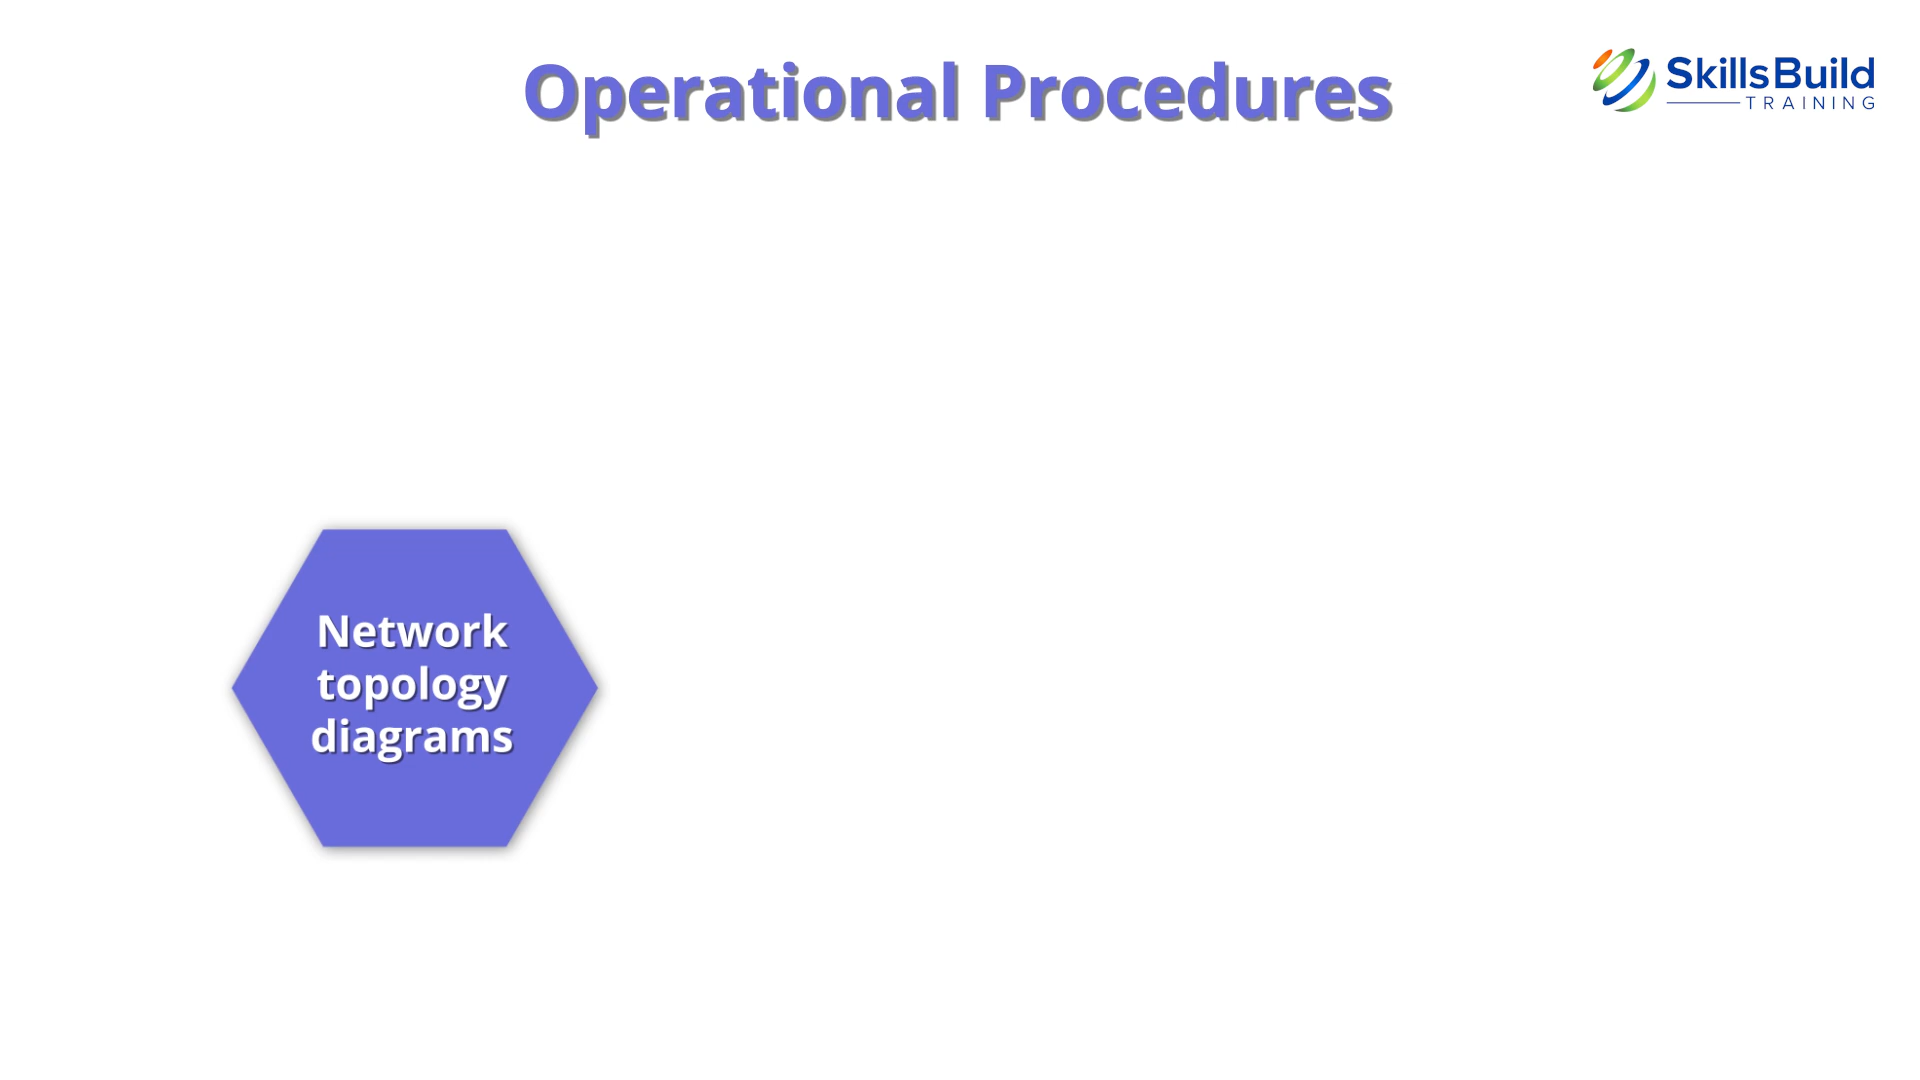 Operational Procedures
SkillsBuild
TRAINING
Network
topology
diagrams